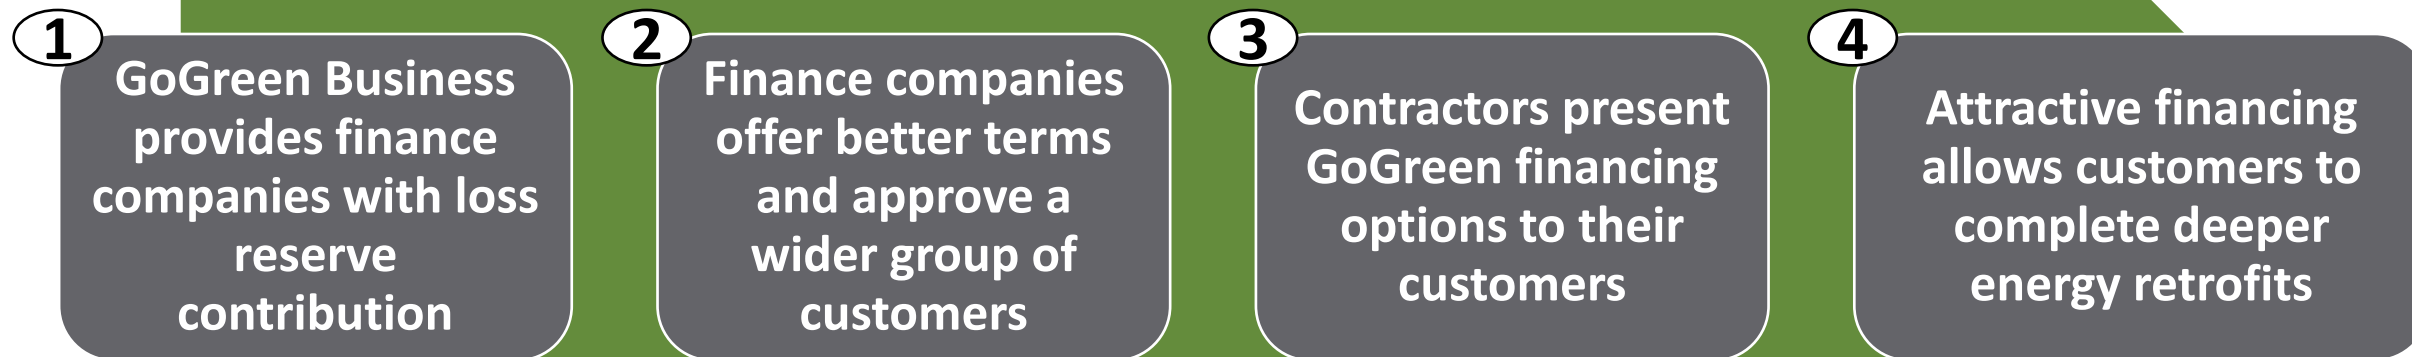 1
GoGreen Business
provides finance
companies with loss
reserve
contribution
2
Finance companies
offer better terms
and approve a
wider group of
customers
3
Contractors present
GoGreen financing
options to their
customers
4
Attractive financing
allows customers to
complete deeper
energy retrofits